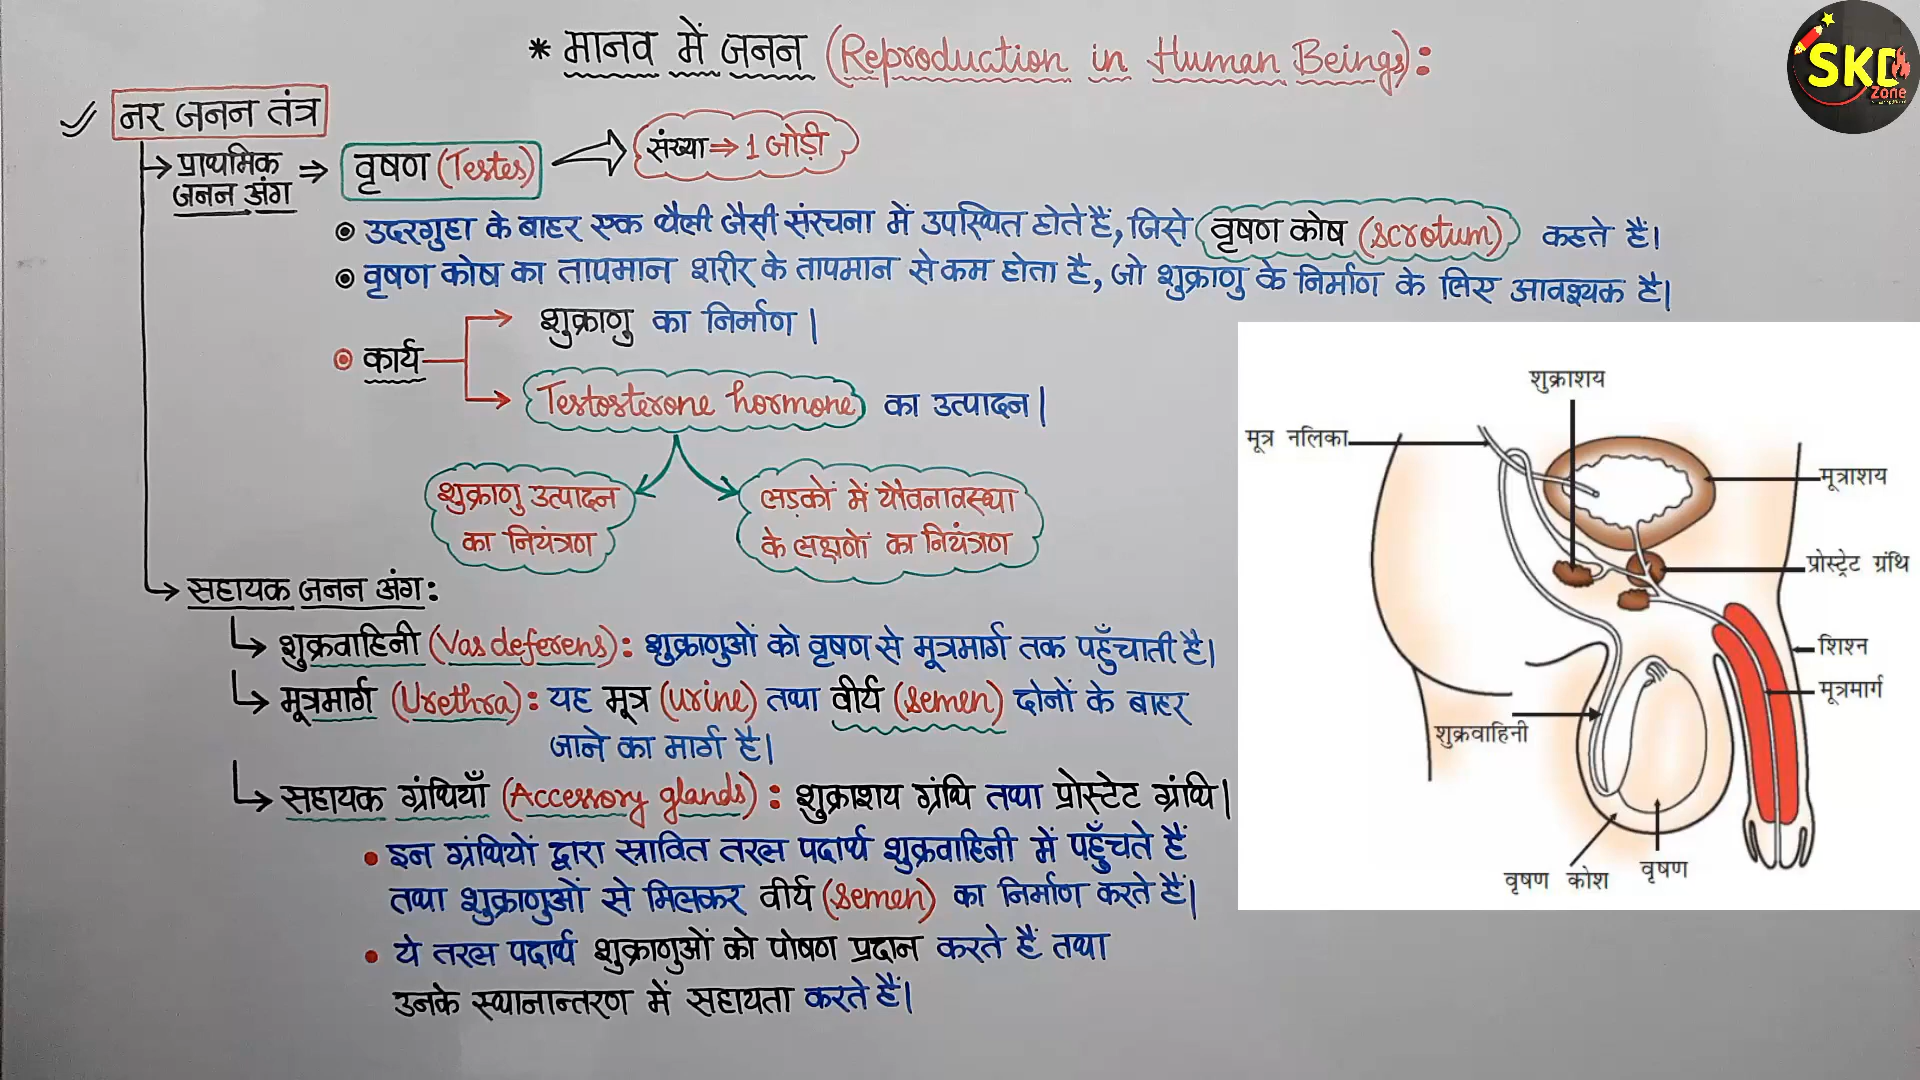 * मानव में जनन (Reproduction in Human Beings):
SKD
Zone
नर जनन तंत्र
प्राथमिक
जनन अंग ⇒ वृषण (Testes)
संख्या ⇒ 1 जोड़ी
उदरगुहा के बाहर एक थैली जैसी संरचना में उपस्थित होते हैं, जिसे वृषण कोष (scrotum) कहते हैं।
वृषण कोष का तापमान शरीर के तापमान से कम होता है, जो शुक्राणु के निर्माण के लिए आवश्यक है।
कार्य
शुक्राणु का निर्माण |
Testosterone hormone का उत्पादन |
शुक्राणु उत्पादन
का नियंत्रण
लड़कों में यौवनावस्था
के लक्षणों का नियंत्रण
सहायक जनन अंग:
शुक्रवाहिनी (Vas deferens): शुक्राणुओं को वृषण से मूत्रमार्ग तक पहुँचाती है।
मूत्रमार्ग (Urethra): यह मूत्र (urine) तथा वीर्य (semen) दोनों के बाहर
जाने का मार्ग है।
सहायक ग्रंथियाँ (Accessory glands): शुक्राशय ग्रंथि तथा प्रोस्टेट ग्रंथि |
• इन ग्रंथियों द्वारा स्रावित तरल पदार्थ शुक्रवाहिनी में पहुँचते हैं
तथा शुक्राणुओं से मिलकर वीर्य (semen) का निर्माण करते हैं|
• ये तरल पदार्थ शुक्राणुओं को पोषण प्रदान करते हैं तथा
उनके स्थानान्तरण में सहायता करते हैं|
शुक्राशय
मूत्र नलिका
मूत्राशय
प्रोस्ट्रेट ग्रंथि
शिश्न
मूत्रमार्ग
शुक्रवाहिनी
वृषण
वृषण कोश